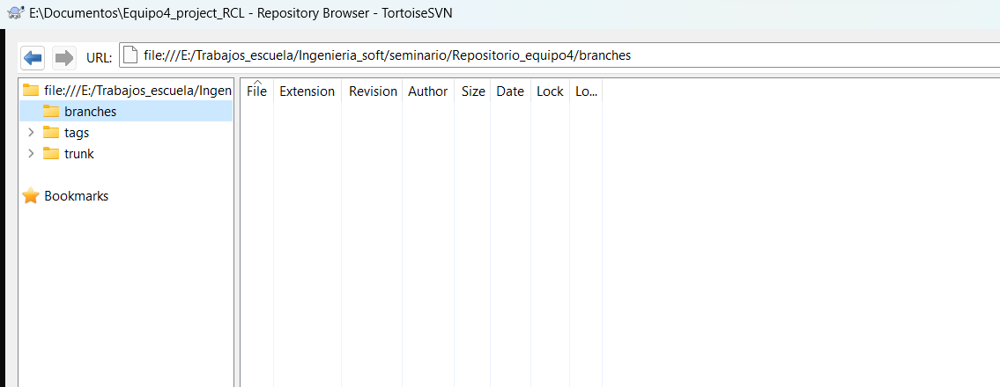 E:\Documentos\Equipo4_project_RCL - Repository Browser - TortoiseSVN
URL: file:///E:/Trabajos_escuela/Ingenieria_soft/seminario/Repositorio_equipo4/branches
file:///E:/Trabajos_escuela/Ingen
File Extension Revision Author Size Date Lock Lo...
branches
tags
trunk
Bookmarks